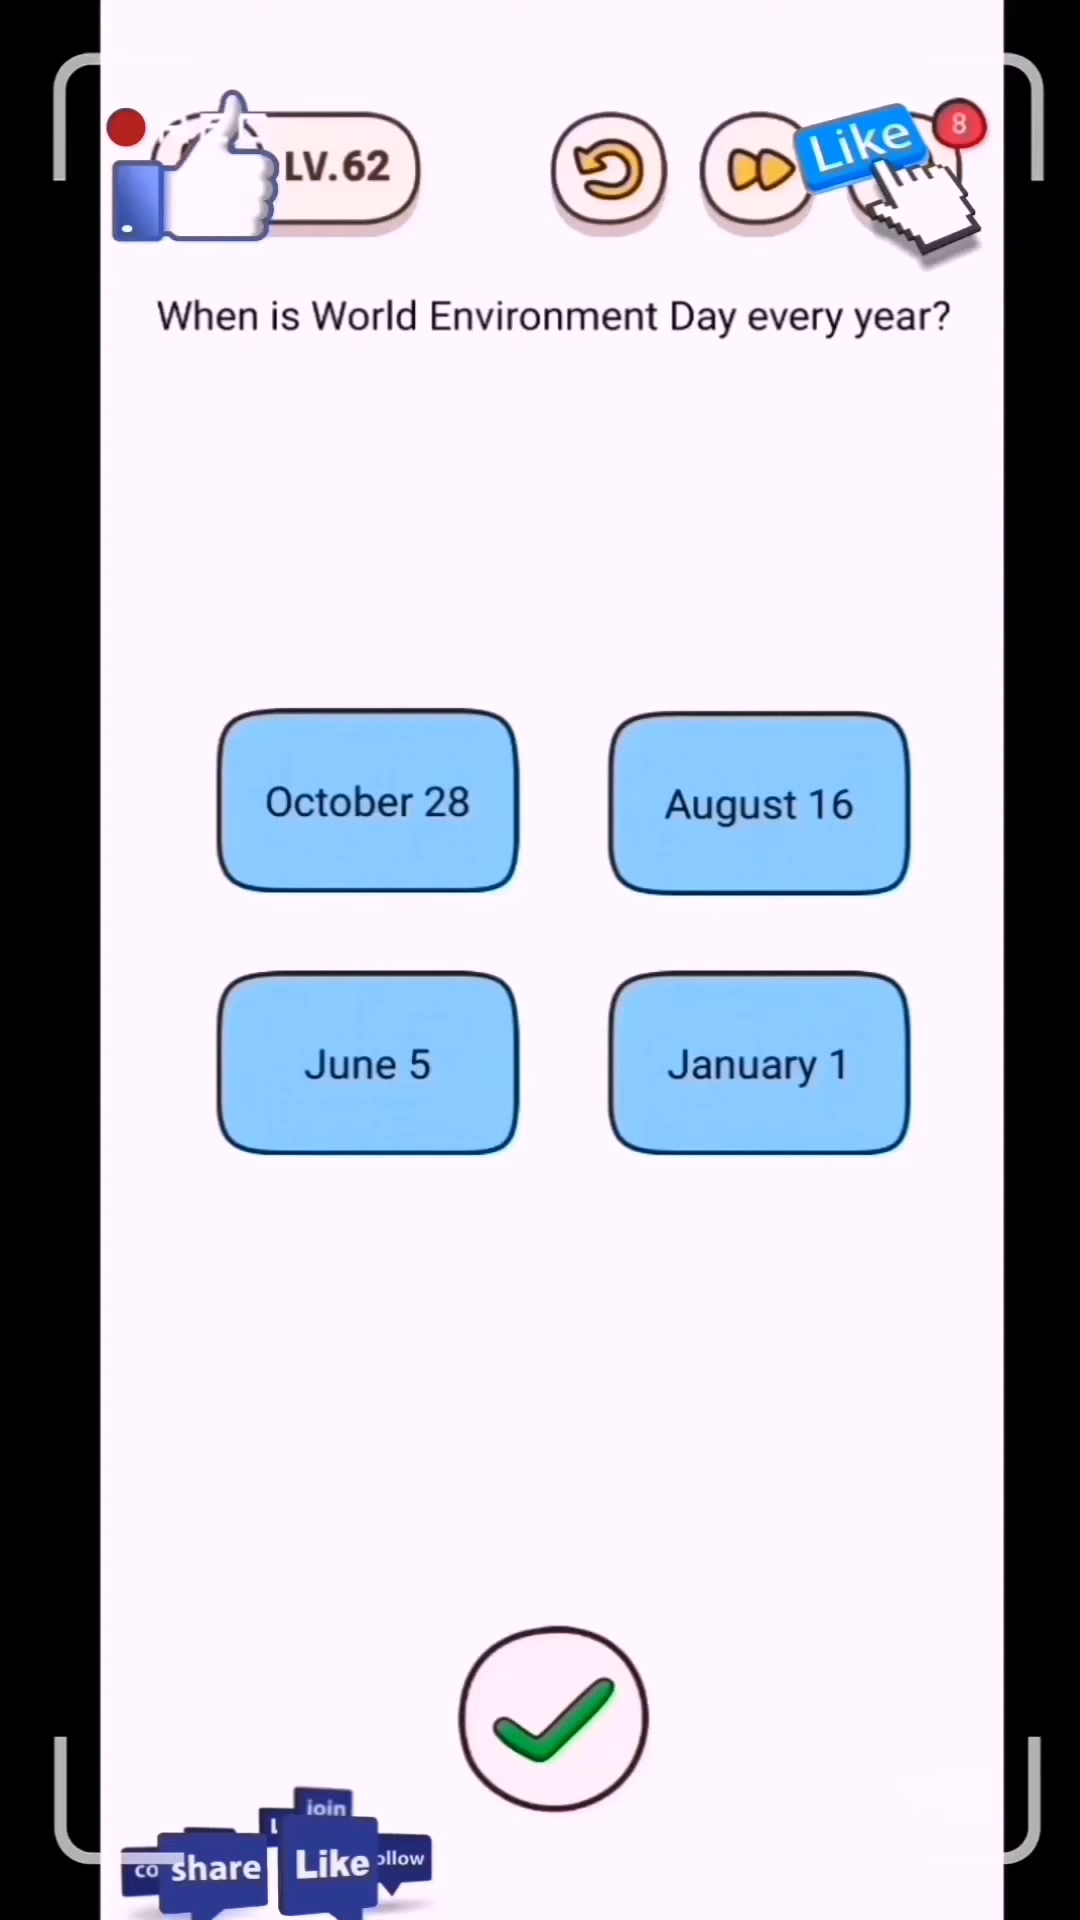 LV.62
Like
8
When is World Environment Day every year?
October 28
August 16
June 5
January 1
join
share
Like